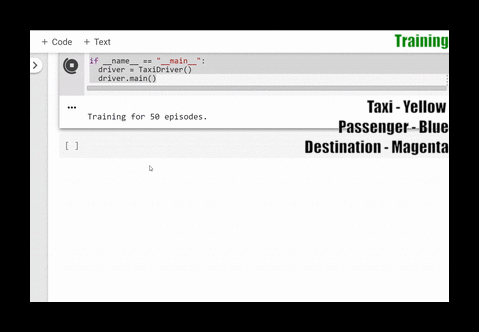 + Code + Text
Training
if __name__ == "__main__":
driver = TaxiDriver()
driver.main()
...
Training for 50 episodes.
Taxi - Yellow
Passenger - Blue
[ ]
Destination - Magenta